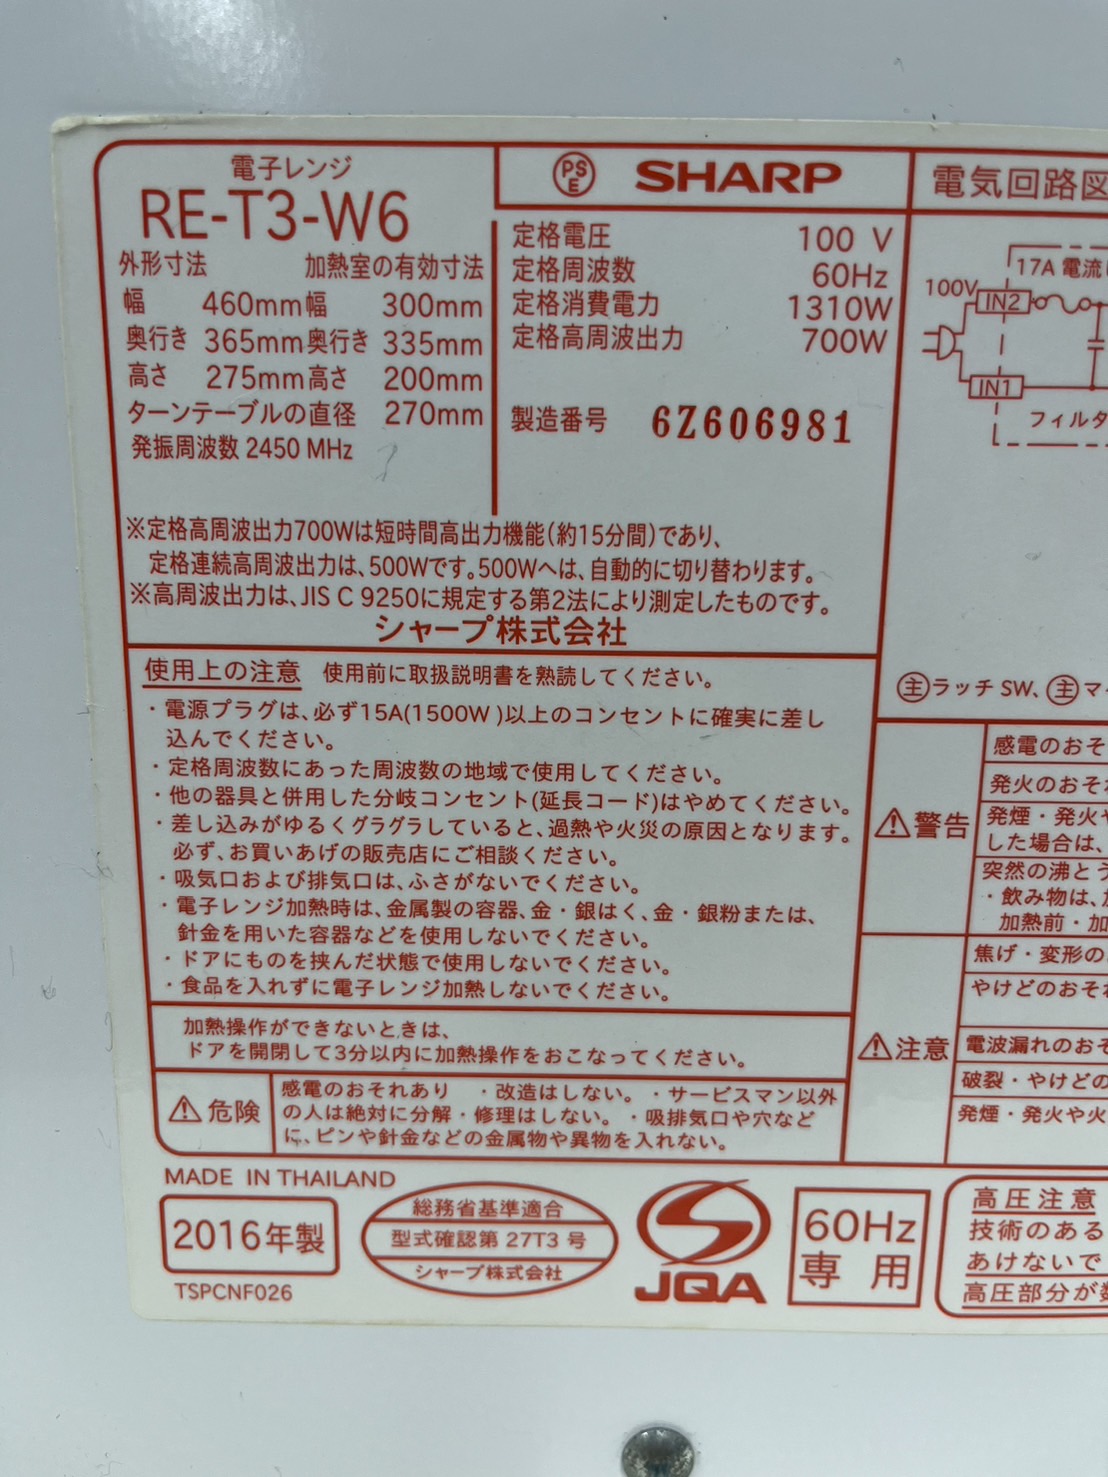 電子レンジ
RE-T3-W6
外形寸法 加熱室の有効寸法
幅 460mm 幅 300mm
奥行き 365mm 奥行き 335mm
高さ 275mm 高さ 200mm
ターンテーブルの直径 270mm
発振周波数 2450 MHz
PSE SHARP
定格電圧 100 V
定格周波数 60Hz
定格消費電力 1310W
定格高周波出力 700W
製造番号 6Z606981
電気回路図
17A 電流
100V
IN2
IN1
フィルタ
※定格高周波出力700Wは短時間高出力機能(約15分間)であり、
定格連続高周波出力は、500Wです。500Wへは、自動的に切り替わります。
※高周波出力は、JIS C 9250に規定する第2法により測定したものです。
シャープ株式会社
主ラッチ SW、主マ
使用上の注意 使用前に取扱説明書を熟読してください。
・電源プラグは、必ず15A(1500W)以上のコンセントに確実に差し
込んでください。
・定格周波数にあった周波数の地域で使用してください。
・他の器具と併用した分岐コンセント(延長コード)はやめてください。
・差し込みがゆるくグラグラしていると、過熱や火災の原因となります。
必ず、お買いあげの販売店にご相談ください。
・吸気口および排気口は、ふさがないでください。
・電子レンジ加熱時は、金属製の容器、金・銀はく、金・銀粉または、
針金を用いた容器などを使用しないでください。
・ドアにものを挟んだ状態で使用しないでください。
・食品を入れずに電子レンジ加熱しないでください。
加熱操作ができないときは、
ドアを開閉して3分以内に加熱操作をおこなってください。
⚠危険
感電のおそれあり ・改造はしない。・サービスマン以外
の人は絶対に分解・修理はしない。・吸排気口や穴など
に、ピンや針金などの金属物や異物を入れない。
⚠警告
感電のおそ
発火のおそ
発煙・発火や
した場合は、
突然の沸とう
・飲み物は、
加熱前・加
⚠注意
焦げ・変形の
やけどのおそ
電波漏れのおそ
破裂・やけどの
発煙・発火や火
MADE IN THAILAND
2016年製
TSPCNF026
総務省基準適合
型式確認第 27T3 号
シャープ株式会社
JQA
60Hz
専用
高圧注意
技術のある
あけないで
高圧部分が